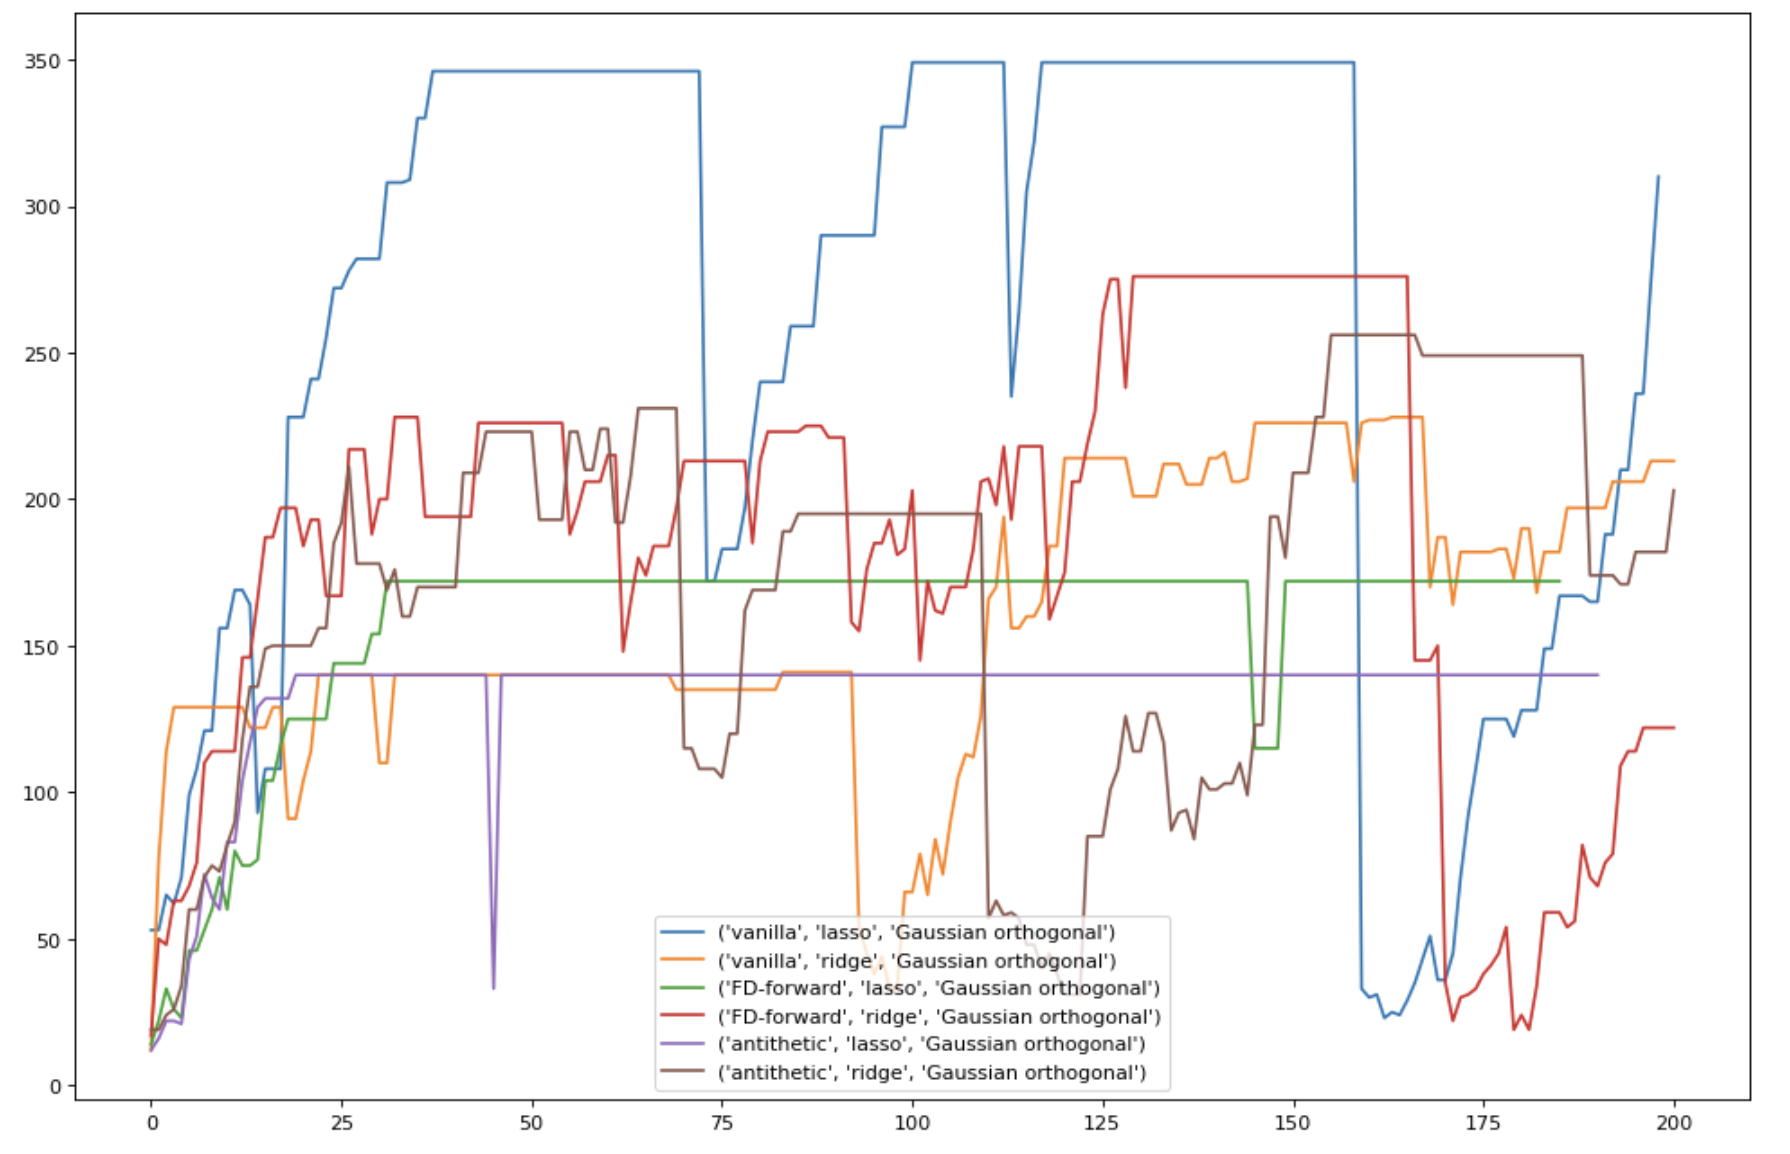 350
300
250
200
150
100
50
0
('vanilla', 'lasso', 'Gaussian orthogonal')
('vanilla', 'ridge', 'Gaussian orthogonal')
('FD-forward', 'lasso', 'Gaussian orthogonal')
('FD-forward', 'ridge', 'Gaussian orthogonal')
('antithetic', 'lasso', 'Gaussian orthogonal')
('antithetic', 'ridge', 'Gaussian orthogonal')
0 25 50 75 100 125 150 175 200